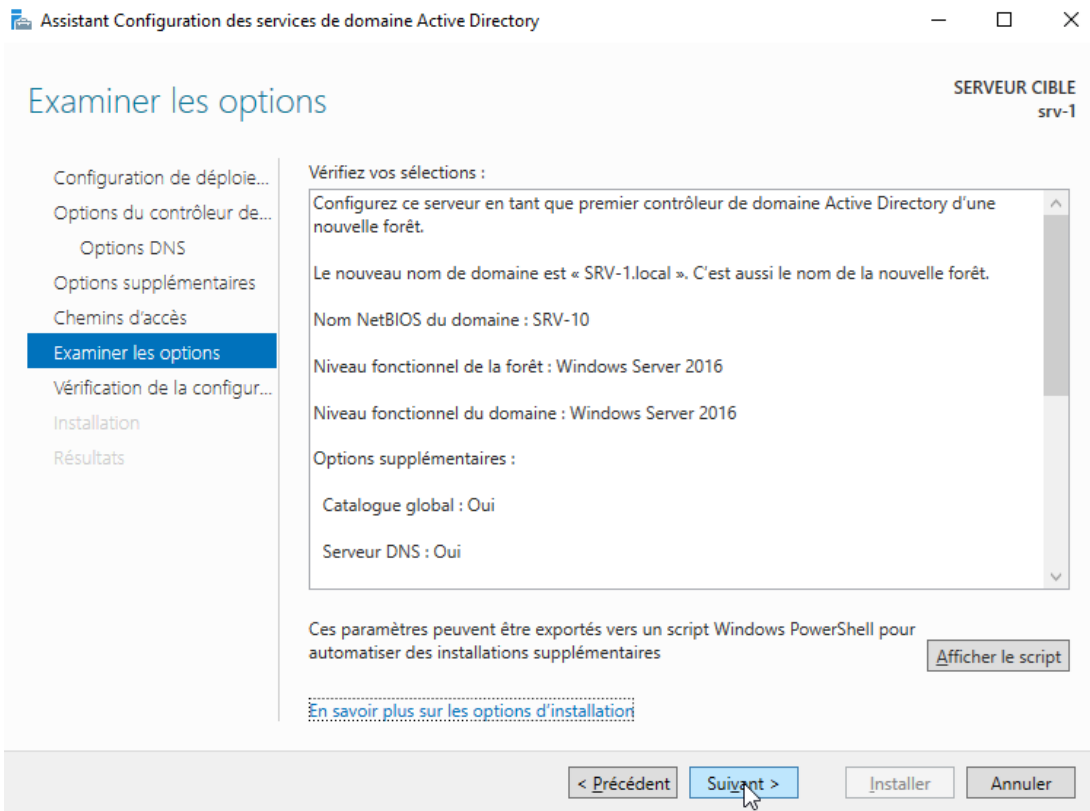 Assistant Configuration des services de domaine Active Directory
Examiner les options
SERVEUR CIBLE
srv-1
Configuration de déploie...
Options du contrôleur de...
Options DNS
Options supplémentaires
Chemins d'accès
Examiner les options
Vérification de la configur...
Installation
Résultats
Vérifiez vos sélections :
Configurez ce serveur en tant que premier contrôleur de domaine Active Directory d'une
nouvelle forêt.
Le nouveau nom de domaine est « SRV-1.local ». C'est aussi le nom de la nouvelle forêt.
Nom NetBIOS du domaine : SRV-10
Niveau fonctionnel de la forêt : Windows Server 2016
Niveau fonctionnel du domaine : Windows Server 2016
Options supplémentaires :
Catalogue global : Oui
Serveur DNS : Oui
Ces paramètres peuvent être exportés vers un script Windows PowerShell pour
automatiser des installations supplémentaires
Afficher le script
En savoir plus sur les options d'installation
< Précédent
Suivant >
Installer
Annuler